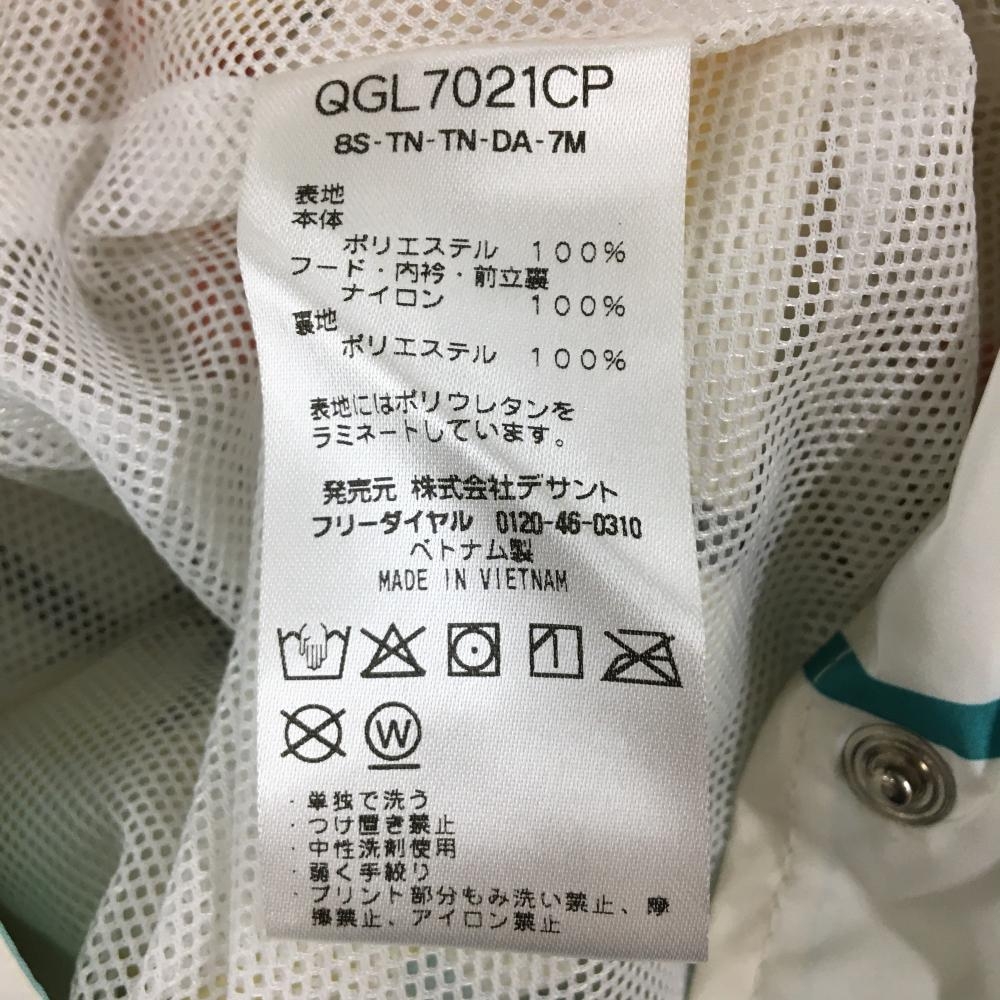 QGL7021CP
8S-TN-TN-DA-7M
表地
本体
ポリエステル 100%
フード・内衿・前立裏
ナイロン 100%
裏地
ポリエステル 100%
表地にはポリウレタンを
ラミネートしています。
発売元 株式会社デサント
フリーダイヤル 0120-46-0310
ベトナム製
MADE IN VIETNAM
W
・単独で洗う
・つけ置き禁止
・中性洗剤使用
・弱く手絞り
・プリント部分もみ洗い禁止、摩
擦禁止、アイロン禁止